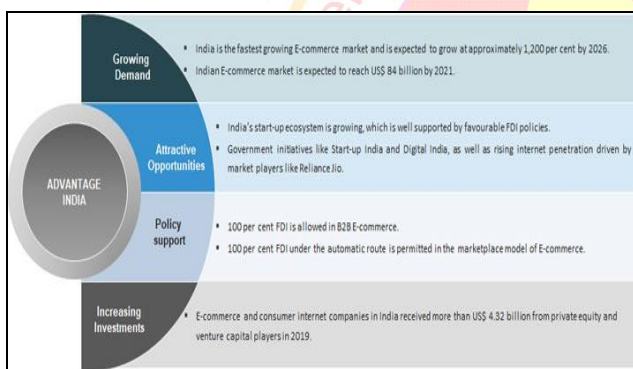 Growing
Demand
▪ India is the fastest growing E-commerce market and is expected to grow at approximately 1,200 per cent by 2026.
▪ Indian E-commerce market is expected to reach US$ 84 billion by 2021.
ADVANTAGE
INDIA
Attractive
Opportunities
▪ India's start-up ecosystem is growing, which is well supported by favourable FDI policies.
▪ Government initiatives like Start-up India and Digital India, as well as rising internet penetration driven by
market players like Reliance Jio.
Policy
support
▪ 100 per cent FDI is allowed in B2B E-commerce.
▪ 100 per cent FDI under the automatic route is permitted in the marketplace model of E-commerce.
Increasing
Investments
▪ E-commerce and consumer internet companies in India received more than US$ 4.32 billion from private equity and
venture capital players in 2019.